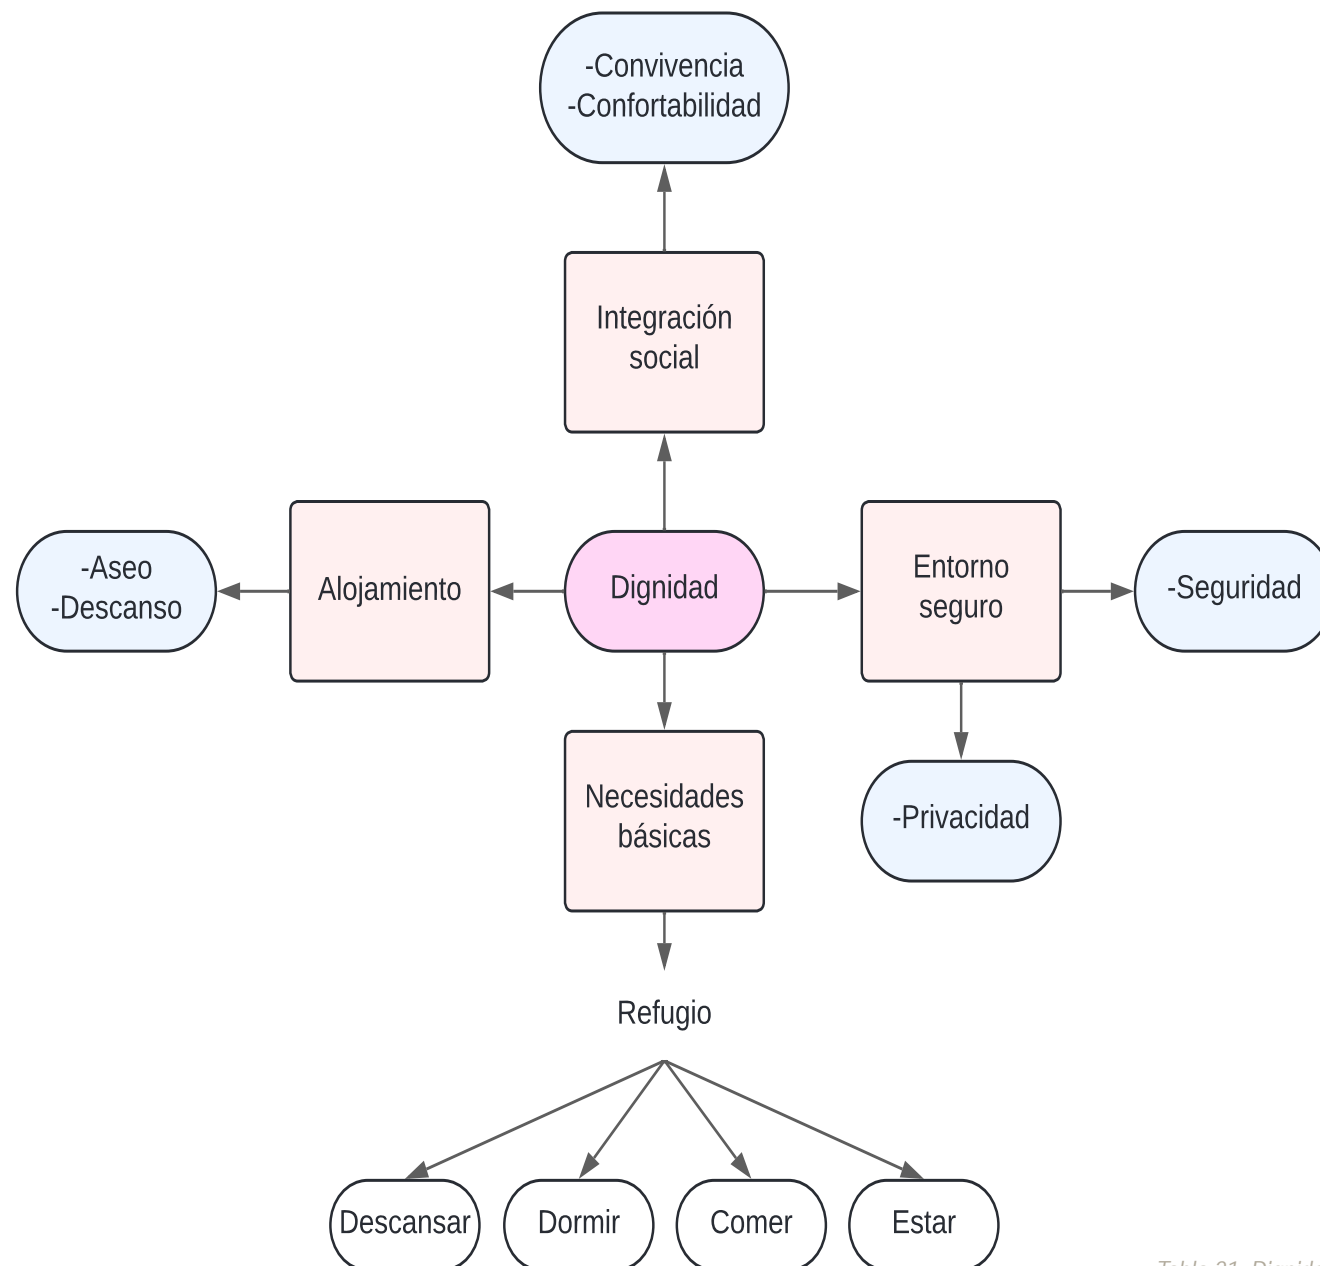 -Convivencia
-Confortabilidad
Integración
social
-Aseo
-Descanso
Alojamiento
Dignidad
Entorno
seguro
-Seguridad
Necesidades
básicas
-Privacidad
Refugio
Descansar
Dormir
Comer
Estar